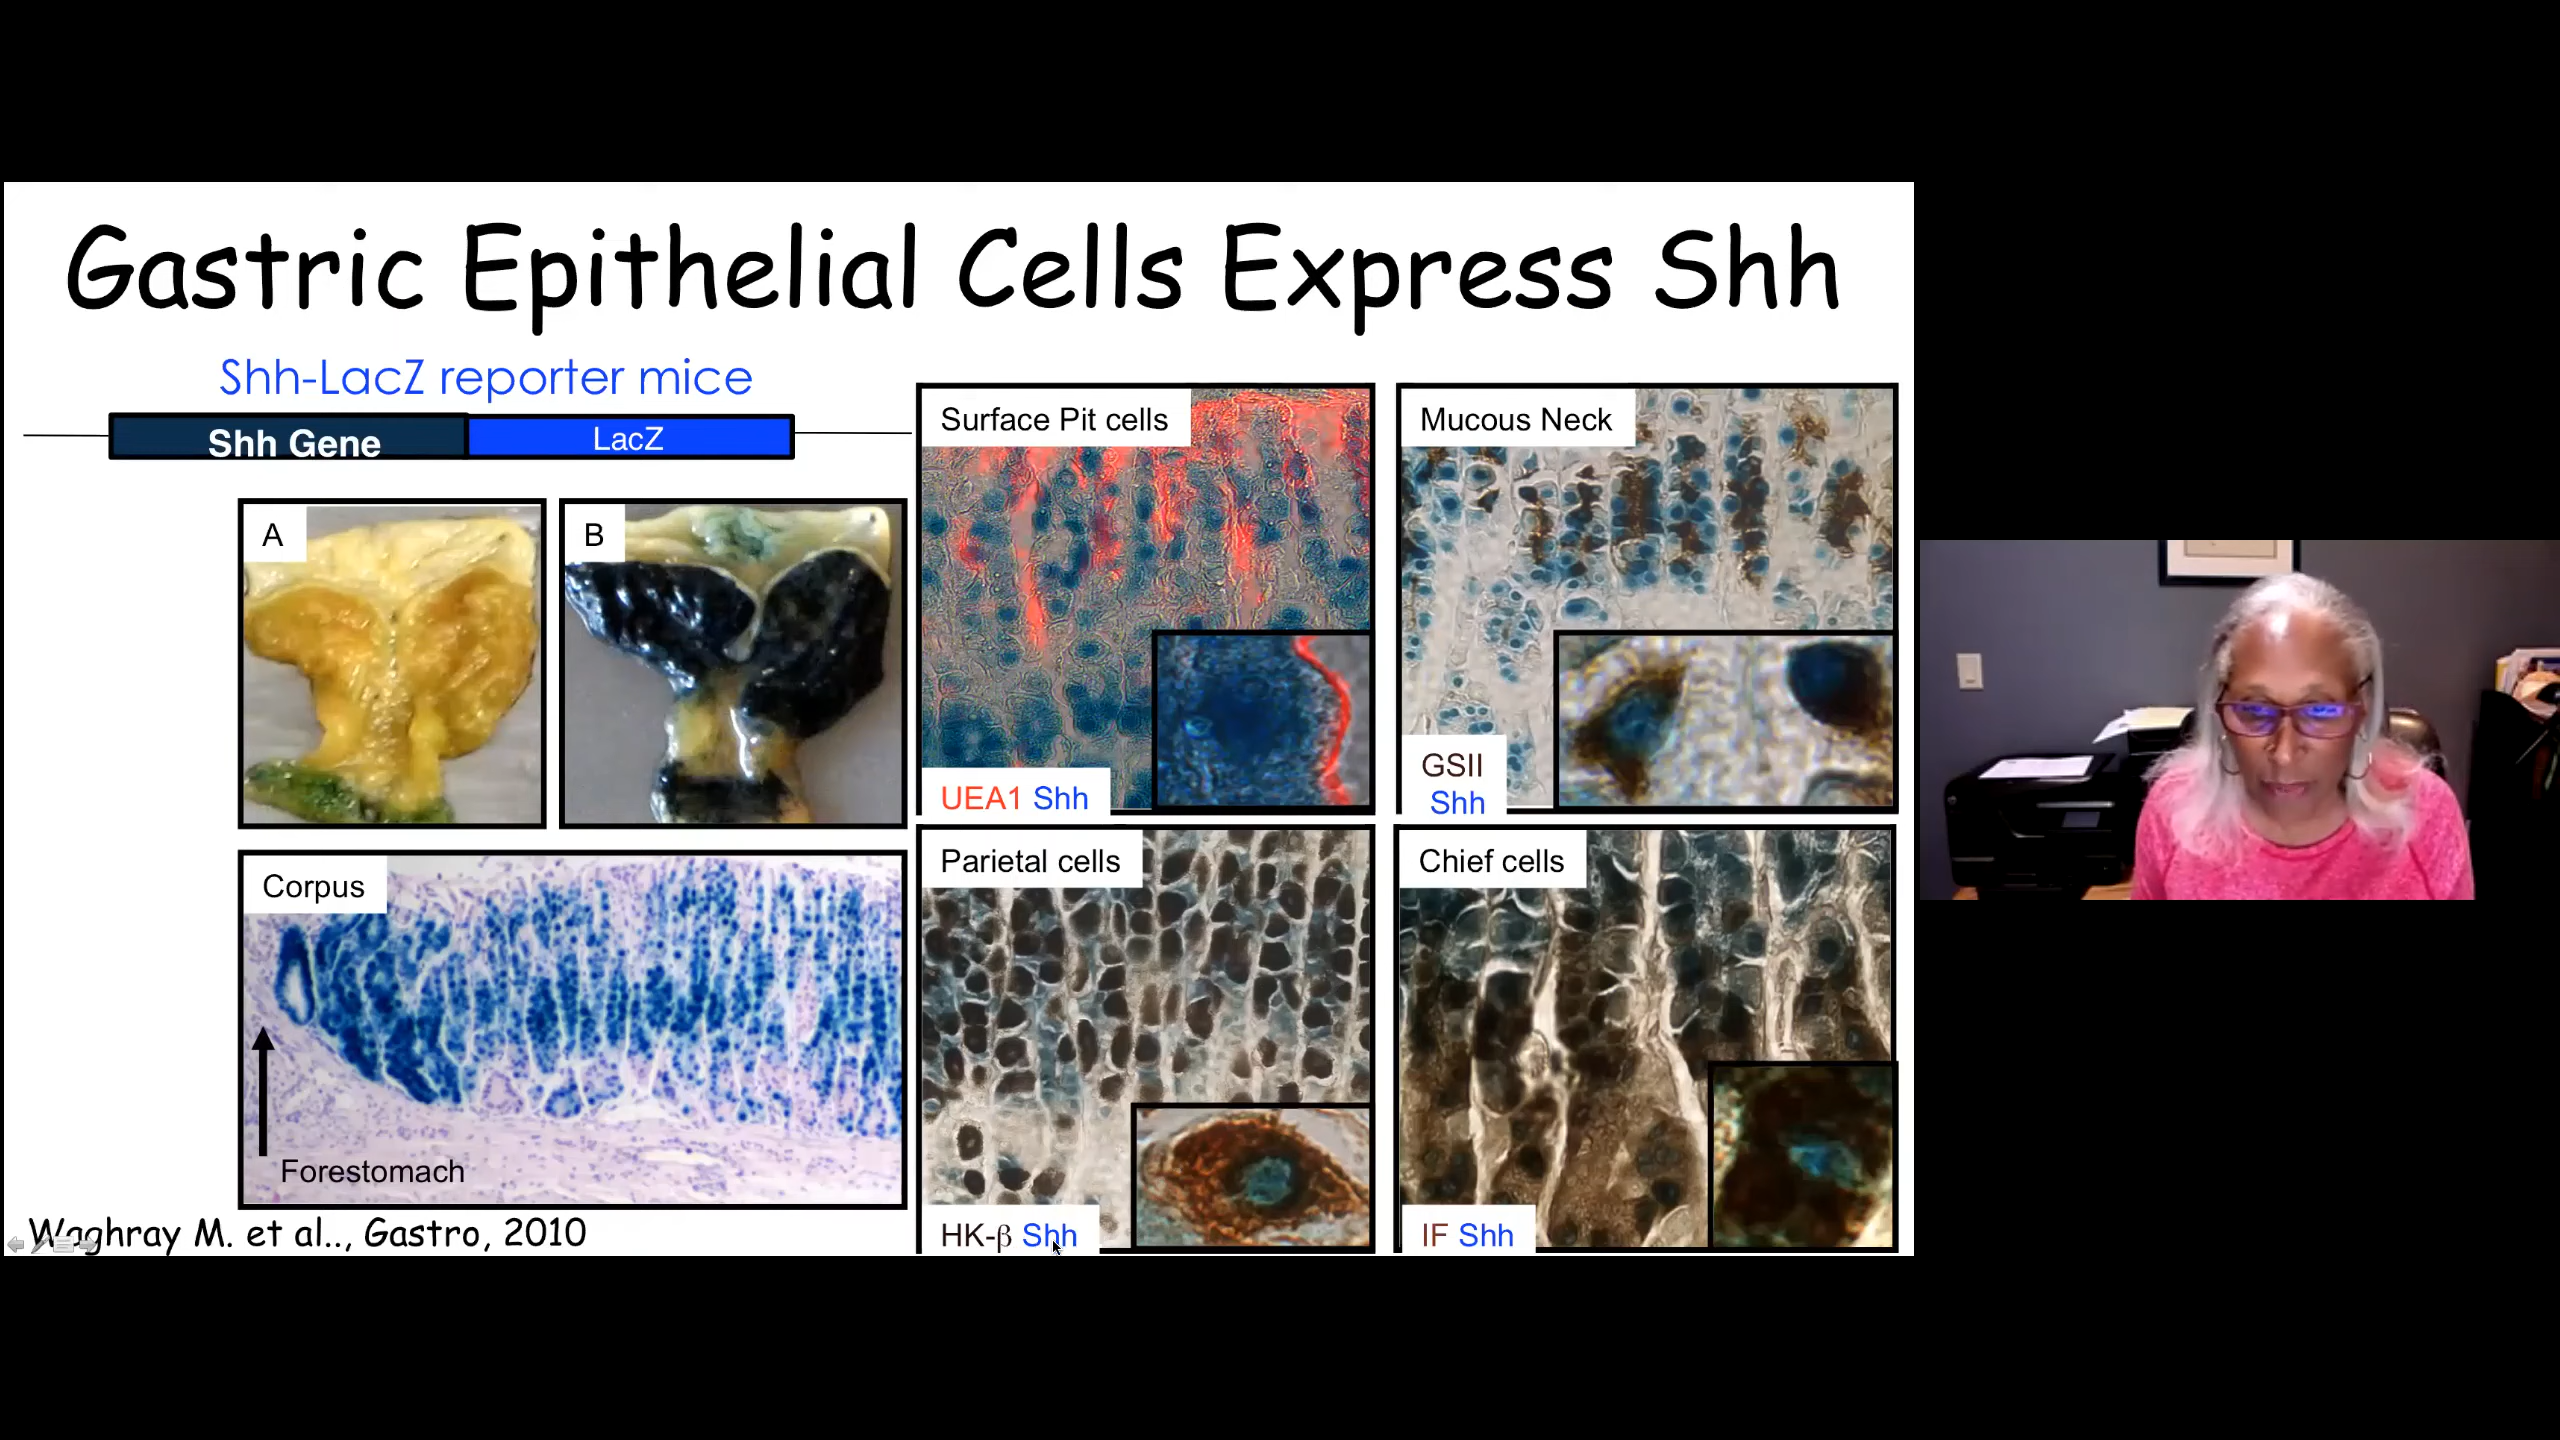 Gastric Epithelial Cells Express Shh
Shh-LacZ reporter mice
Shh Gene
LacZ
A
B
Corpus
Forestomach
Waghray M. et al.., Gastro, 2010
Surface Pit cells
UEA1 Shh
Mucous Neck
GSII
Shh
Parietal cells
HK-β Shh
Chief cells
IF Shh